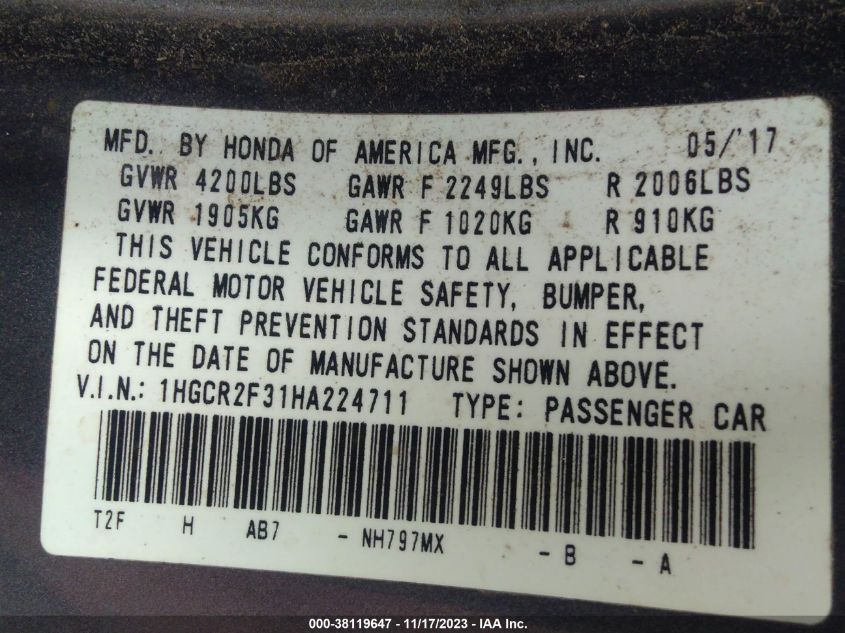 MFD. BY HONDA OF AMERICA MFG., INC. 05/'17
GVWR 4200LBS GAWR F 2249LBS R 2006LBS
GVWR 1905KG GAWR F 1020KG R 910KG
THIS VEHICLE CONFORMS TO ALL APPLICABLE
FEDERAL MOTOR VEHICLE SAFETY, BUMPER,
AND THEFT PREVENTION STANDARDS IN EFFECT
ON THE DATE OF MANUFACTURE SHOWN ABOVE.
V.I.N.: 1HGCR2F31HA224711 TYPE: PASSENGER CAR
T2F H AB7 - NH797MX - B - A
000-38119647 - 11/17/2023 - IAA Inc.